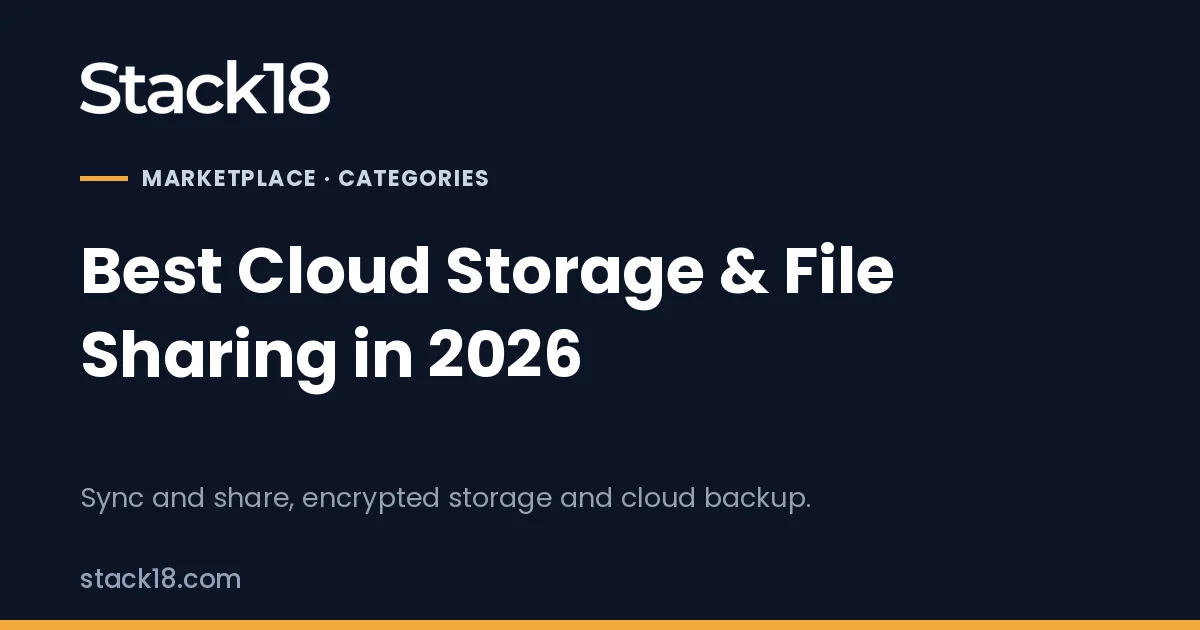 Stack18
MARKETPLACE · CATEGORIES
Best Cloud Storage & File
Sharing in 2026
Sync and share, encrypted storage and cloud backup.
stack18.com